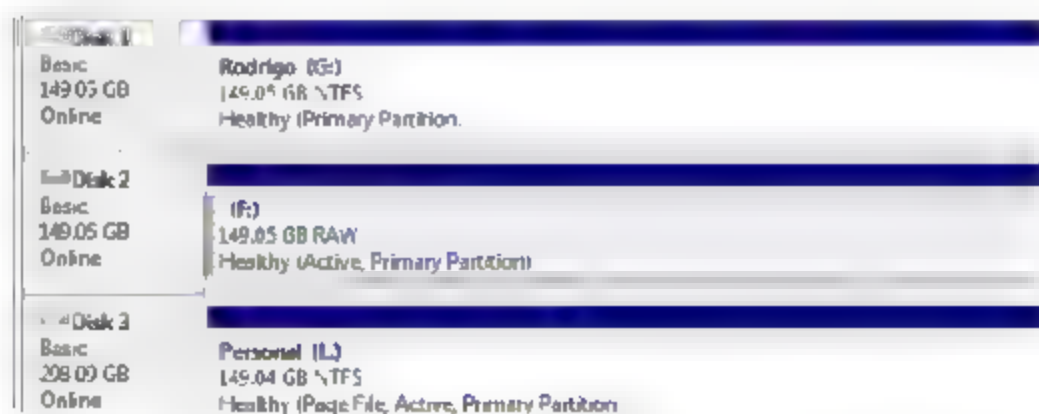 Disk 1
Basic
149.05 GB
Online
Rodrigo (G:)
149.05 GB NTFS
Healthy (Primary Partition
Disk 2
Basic
149.05 GB
Online
(F:)
149.05 GB RAW
Healthy (Active, Primary Partition)
Disk 3
Basic
298.09 GB
Online
Personal (L:)
149.04 GB NTFS
Healthy (Page File, Active, Primary Partition